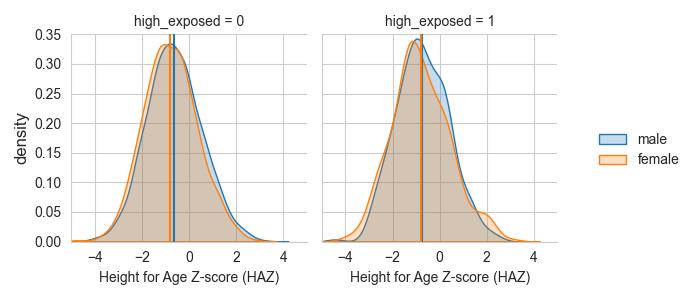 high_exposed = 0
high_exposed = 1
density
0.35
0.30
0.25
0.20
0.15
0.10
0.05
0.00
−4 −2 0 2 4
−4 −2 0 2 4
Height for Age Z-score (HAZ)
Height for Age Z-score (HAZ)
male
female